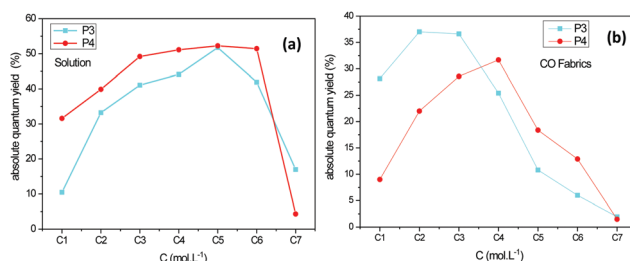 (a)
P3
P4
Solution
absolute quantum yield (%)
60
50
40
30
20
10
0
C1 C2 C3 C4 C5 C6 C7
C (mol.L-1)
(b)
P3
P4
CO Fabrics
absolute quantum yield (%)
40
35
30
25
20
15
10
5
0
C1 C2 C3 C4 C5 C6 C7
C (mol.L-1)